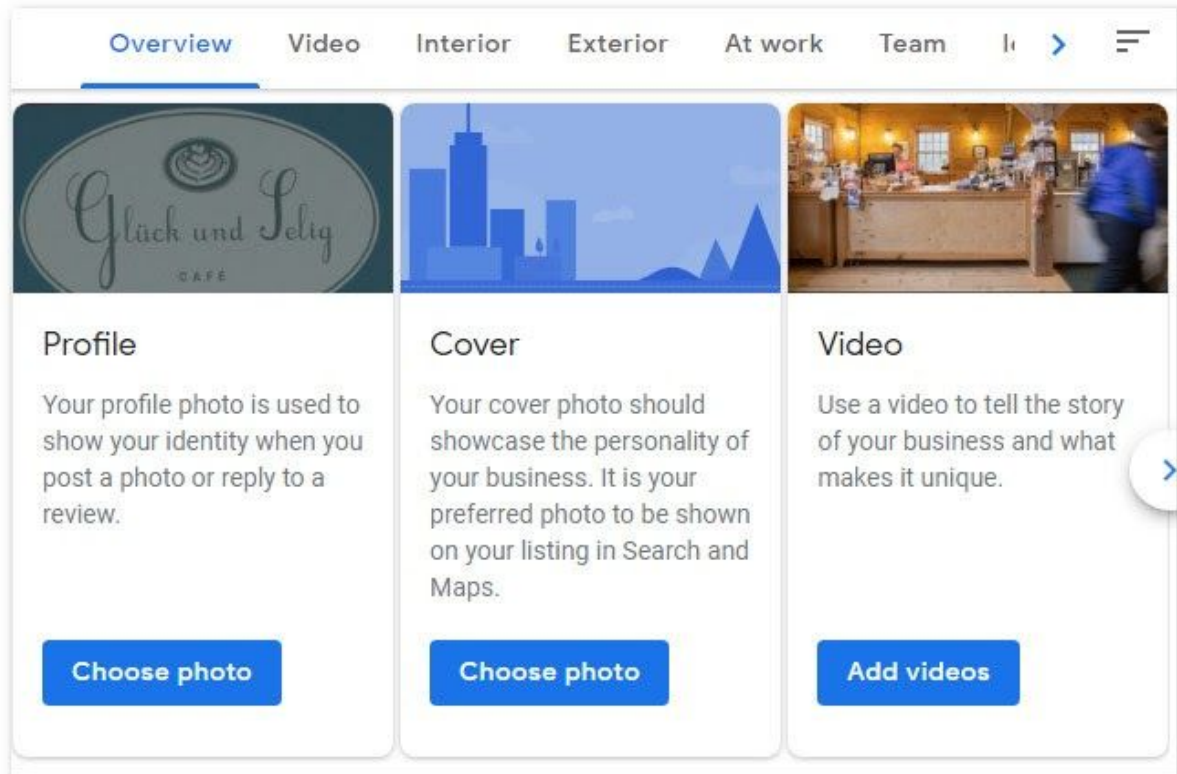 Overview Video Interior Exterior At work Team
Glück und Selig
CAFÉ
Profile
Your profile photo is used to
show your identity when you
post a photo or reply to a
review.
Choose photo
Cover
Your cover photo should
showcase the personality of
your business. It is your
preferred photo to be shown
on your listing in Search and
Maps.
Choose photo
Video
Use a video to tell the story
of your business and what
makes it unique.
Add videos